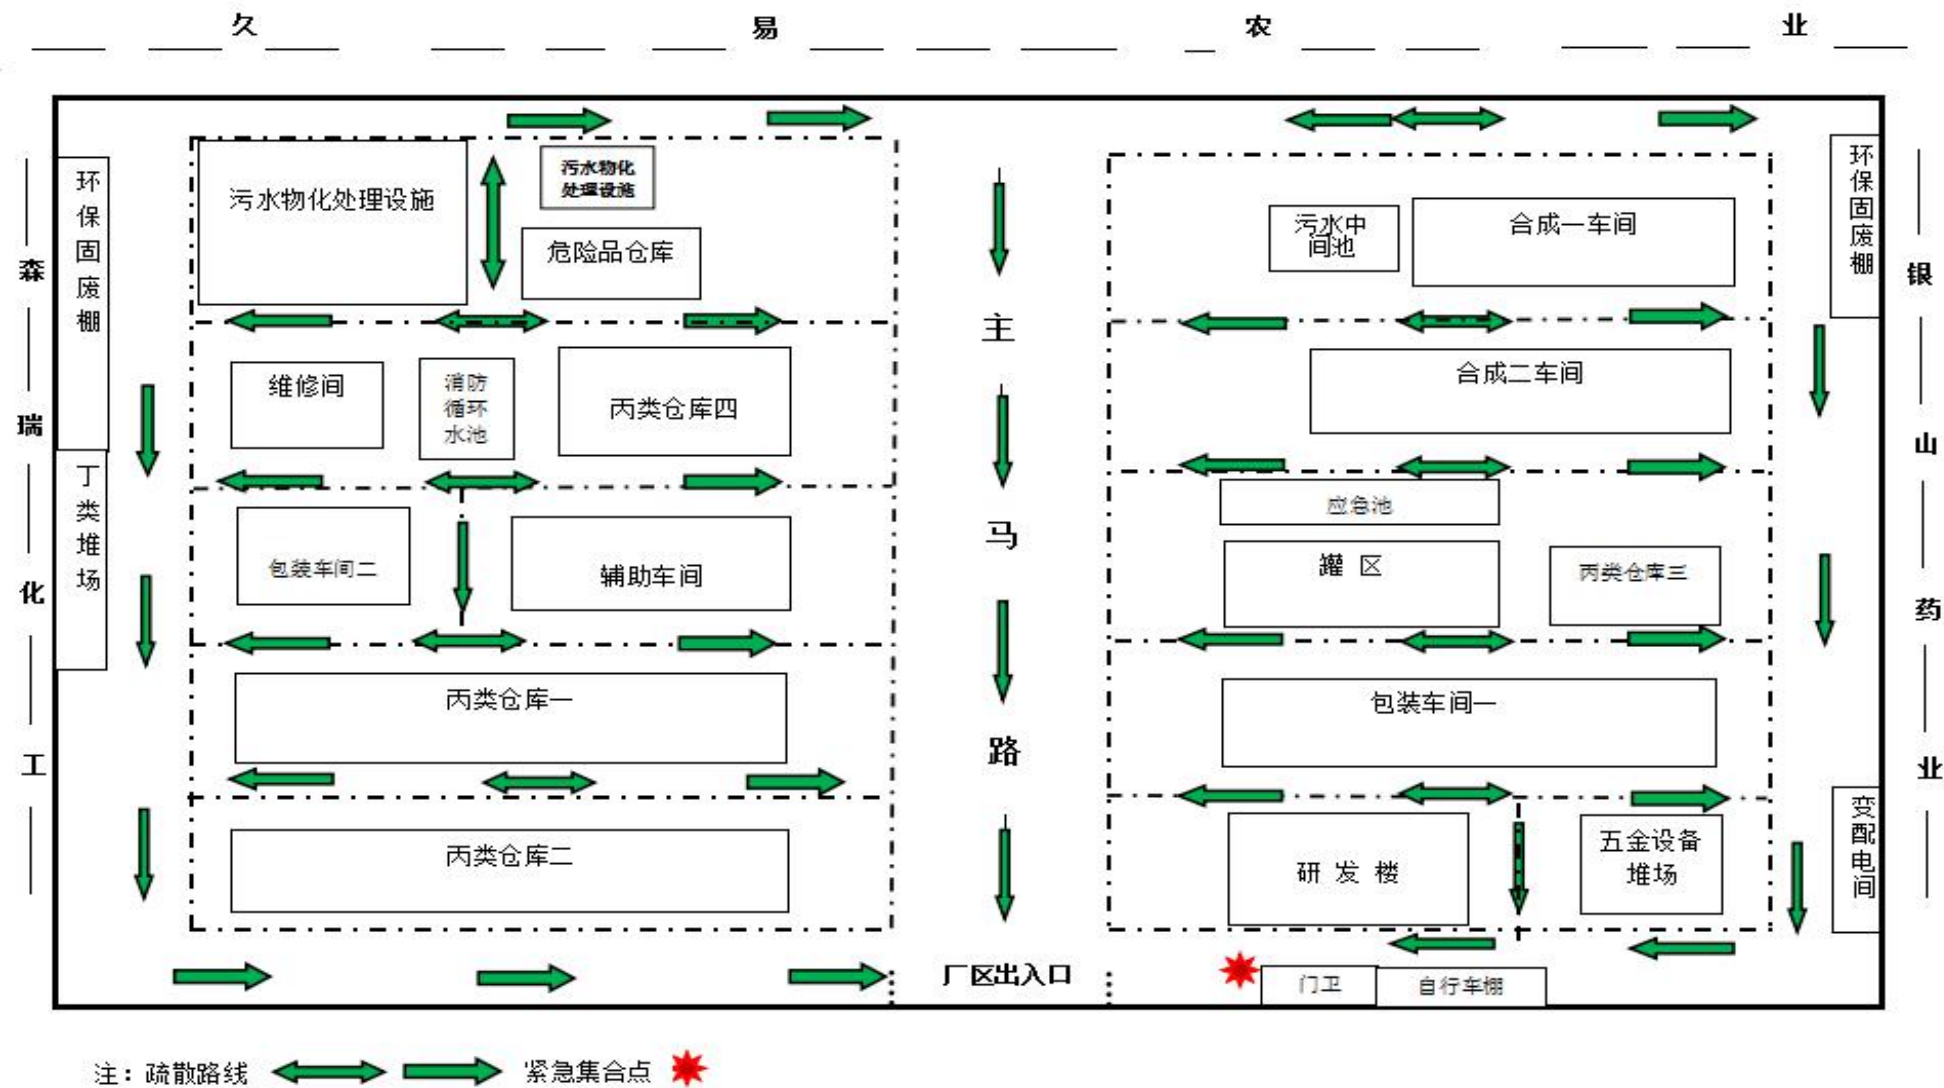 久易农业
森瑞化工
银山药业
环保固废棚
污水物化处理设施
污水物化
处理设施
危险品仓库
污水中
间池
合成一车间
环保固废棚
主马路
维修间
消防
循环
水池
丙类仓库四
合成二车间
丁类堆场
包装车间二
辅助车间
应急池
罐区
丙类仓库三
丙类仓库一
包装车间一
丙类仓库二
研发楼
五金设备
堆场
变配电间
厂区出入口
门卫
自行车棚
注：疏散路线
紧急集合点